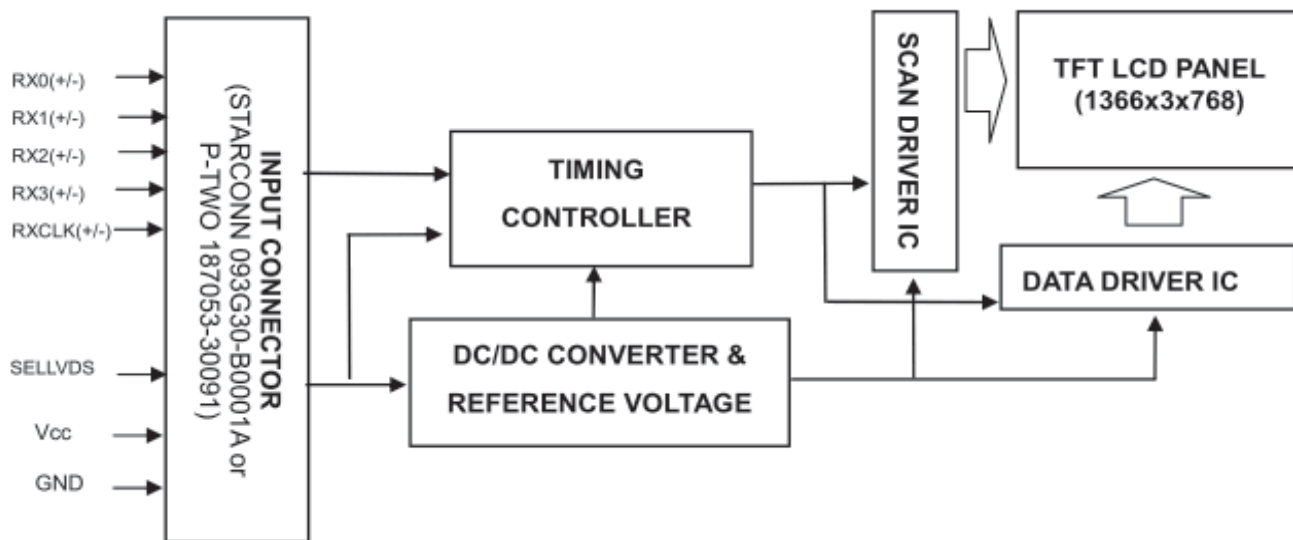 RX0(+/-)
RX1(+/-)
RX2(+/-)
RX3(+/-)
RXCLK(+/-)
SELLVDS
Vcc
GND
INPUT CONNECTOR
(STARCONN 093G30-B0001A or
P-TWO 187053-30091)
TIMING
CONTROLLER
DC/DC CONVERTER &
REFERENCE VOLTAGE
SCAN DRIVER IC
TFT LCD PANEL
(1366x3x768)
DATA DRIVER IC